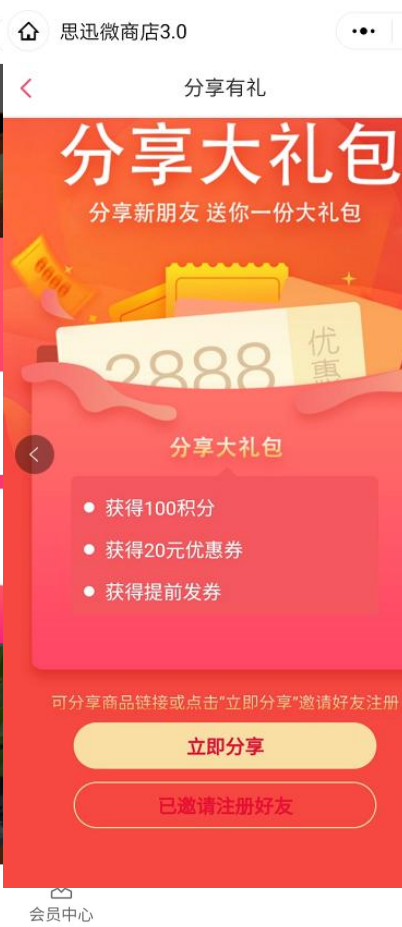 思迅微商店3.0
分享有礼
分享大礼包
分享新朋友 送你一份大礼包
2888
优惠
分享大礼包
获得100积分
获得20元优惠券
获得提前发券
可分享商品链接或点击“立即分享”邀请好友注册
立即分享
已邀请注册好友
会员中心